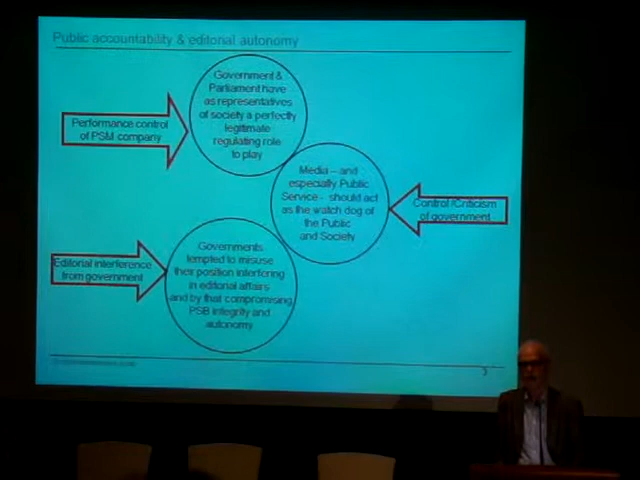 Public accountability & editorial autonomy
Government &
Parliament have
as representatives
of society a perfectly
legitimate
regulating role
to play
Performance control
of PSM company
Media – and
especially Public
Service - should act
as the watch dog of
the Public
and Society
Control /Criticism
of government
Governments
tempted to misuse
their position interfering
in editorial affairs
and by that compromising
PSB integrity and
autonomy
Editorial interference
from government
3